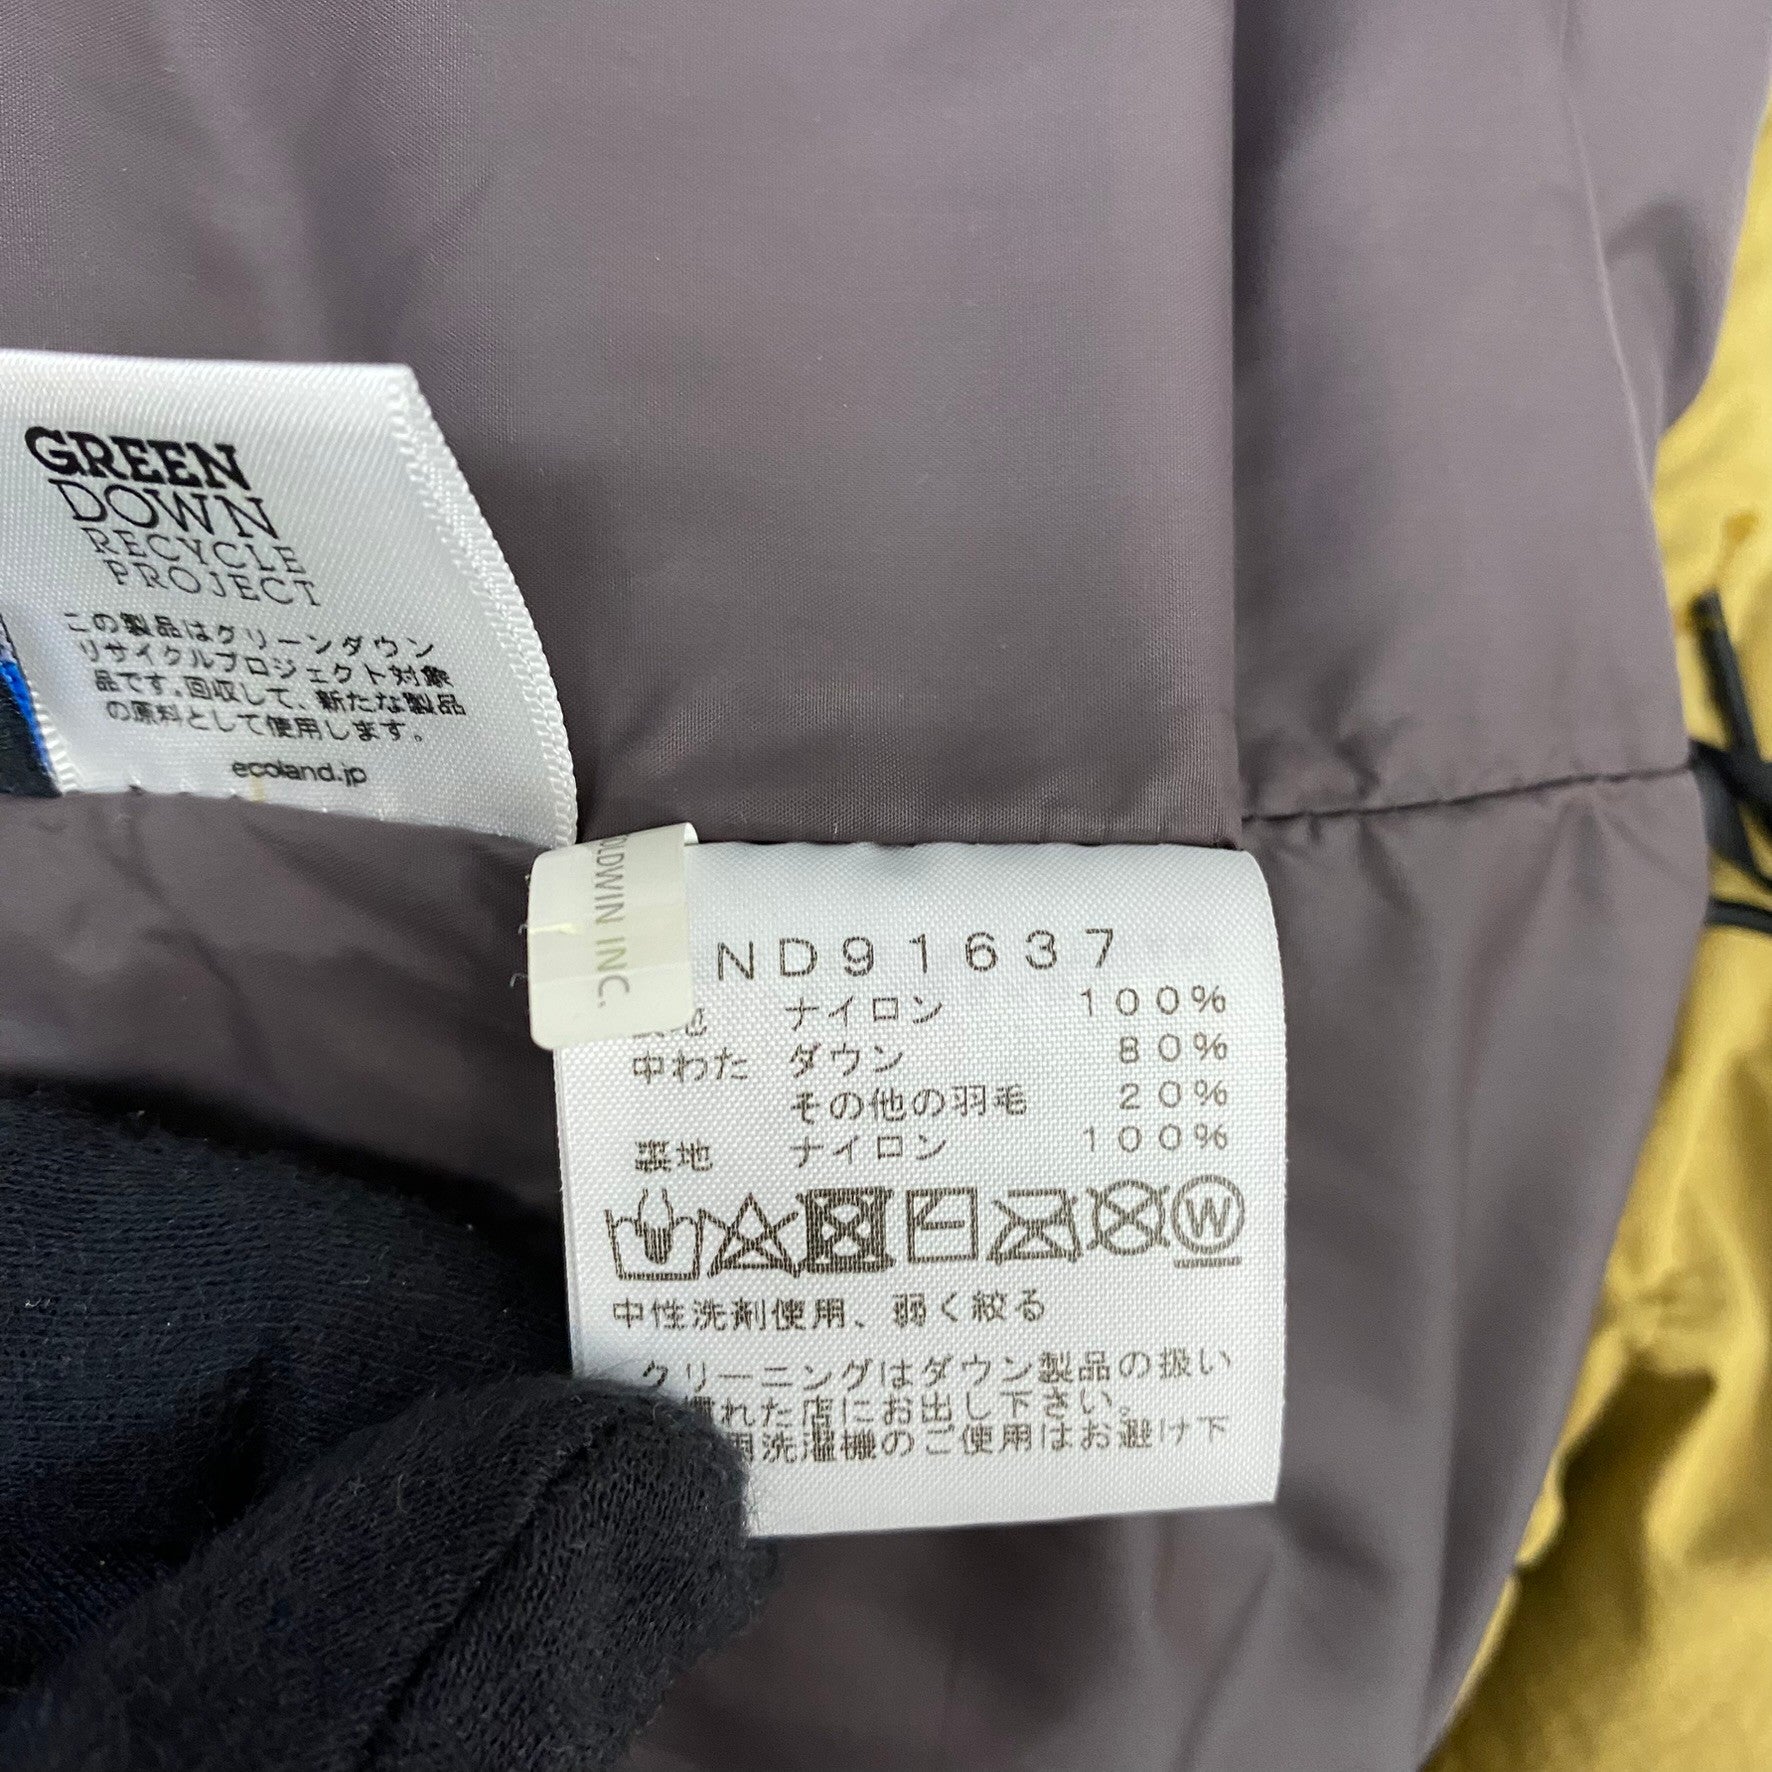 GREEN
DOWN
RECYCLE
PROJECT
この製品はグリーンダウン
リサイクルプロジェクト対象
品です。回収して、新たな製品
の原料として使用します。
ecoland.jp
OLDWIN INC.
ND91637
地 ナイロン 100%
中わた ダウン 80%
その他の羽毛 20%
裏地 ナイロン 100%
W
中性洗剤使用、弱く絞る
クリーニングはダウン製品の扱い
慣れた店にお出し下さい。
用洗濯機のご使用はお避け下